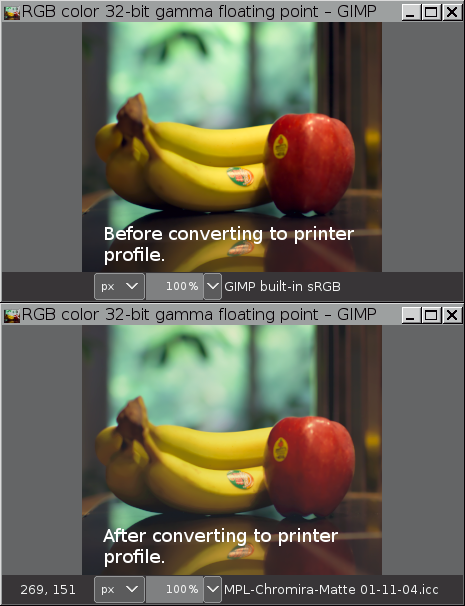 RGB color 32-bit gamma floating point – GIMP
Before converting to printer
profile.
px 100% GIMP built-in sRGB
RGB color 32-bit gamma floating point – GIMP
After converting to printer
profile.
269, 151 px 100% MPL-Chromira-Matte 01-11-04.icc